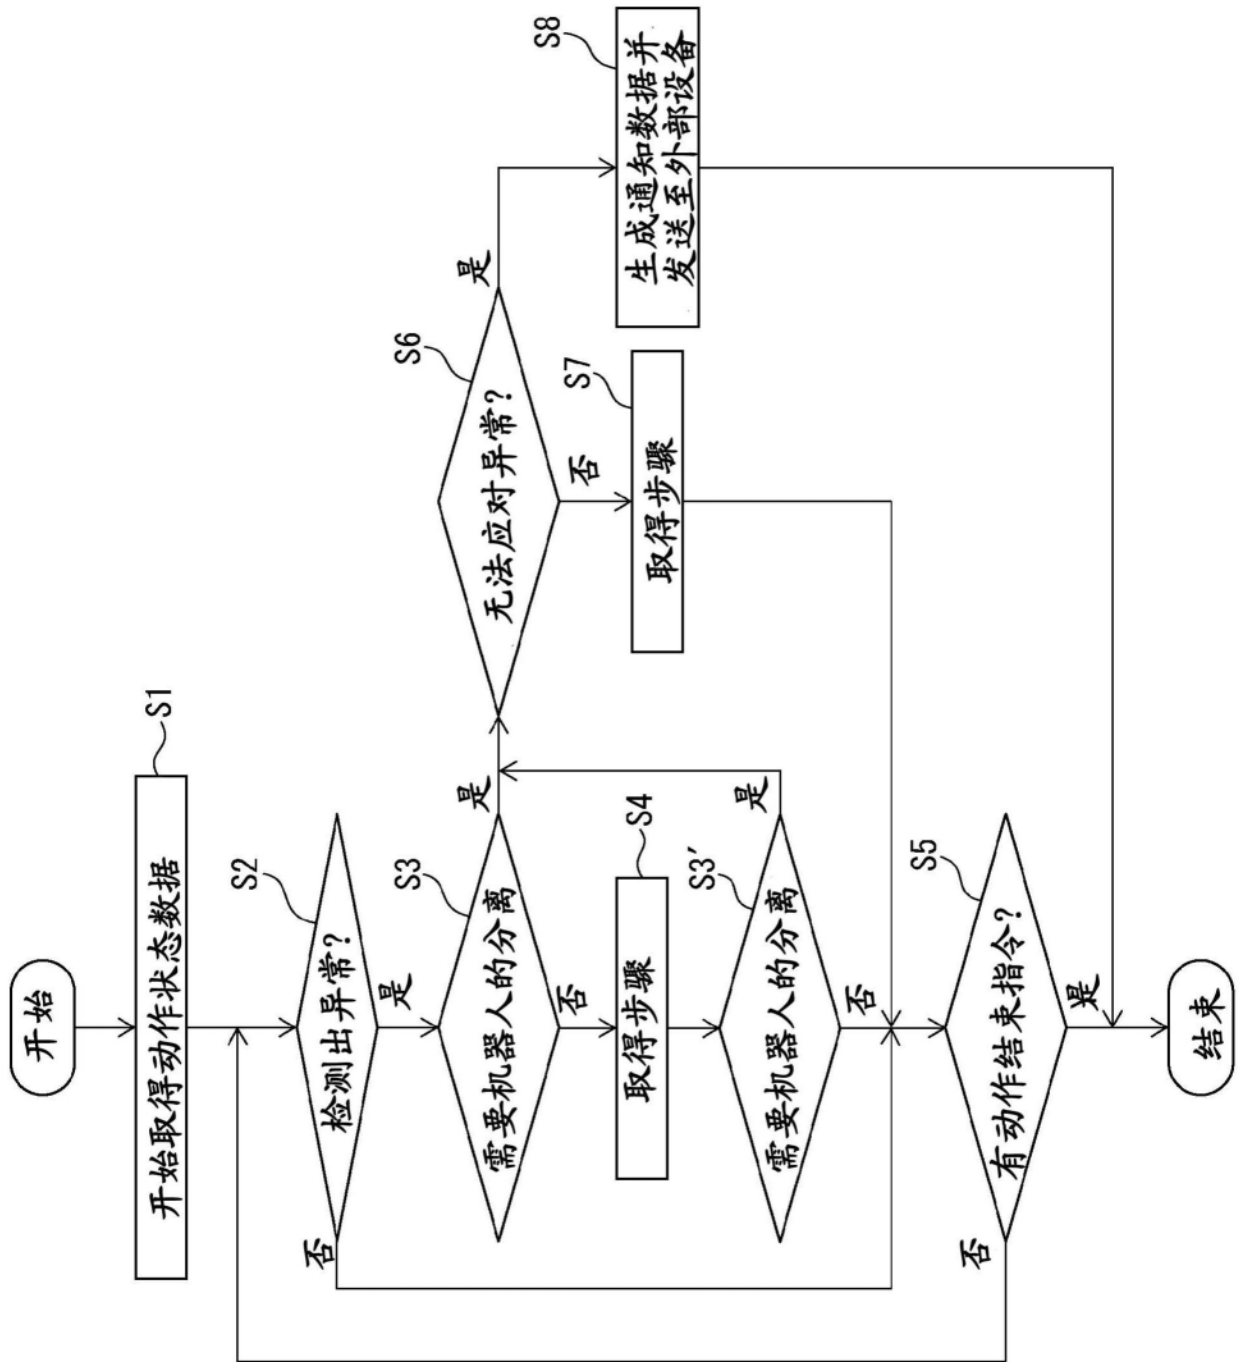 开始
开始取得动作状态数据
S1
检测出异常?
S2
是
否
需要机器人的分离
S3
是
否
取得步骤
S4
需要机器人的分离
S3′
是
否
有动作结束指令?
S5
是
否
结束
无法应对异常?
S6
是
否
取得步骤
S7
生成通知数据并
发送至外部设备
S8